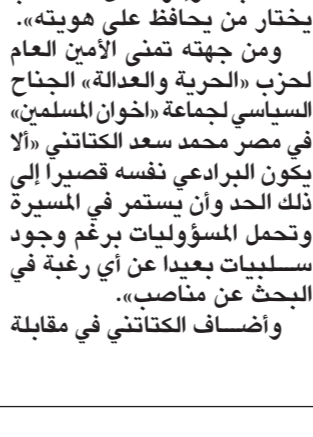 يختار من يحافظ على هويته».
ومن جهته تمنى الأمين العام
لحزب «الحرية والعدالة» الجناح
السياسي لجماعة «اخوان المسلمين»
في مصر محمد سعد الكتاتني «ألا
يكون البرادعي نفسه قصيرا إلى
ذلك الحد وأن يستمر في المسيرة
وتحمل المسؤوليات برغم وجود
سلبيات بعيدا عن أي رغبة في
البحث عن مناصب».
وأضاف الكتاتني في مقابلة